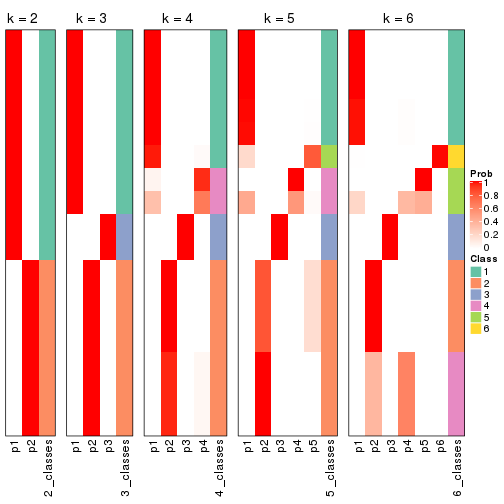 k = 2
k = 3
k = 4
k = 5
k = 6
Prob
1
0.8
0.6
0.4
0.2
0
Class
1
2
3
4
5
6
p1
p2
2_classes
p1
p2
p3
3_classes
p1
p2
p3
p4
4_classes
p1
p2
p3
p4
p5
5_classes
p1
p2
p3
p4
p5
p6
6_classes